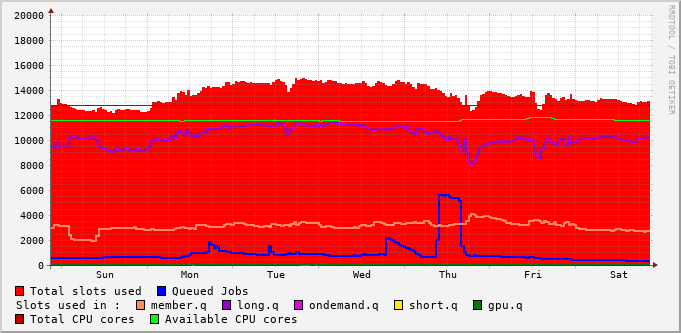 20000
18000
16000
14000
12000
10000
8000
6000
4000
2000
0
Sun Mon Tue Wed Thu Fri Sat
RRDTOOL / TOBI OETIKER
Total slots used Queued Jobs
Slots used in : member.q long.q ondemand.q short.q gpu.q
Total CPU cores Available CPU cores